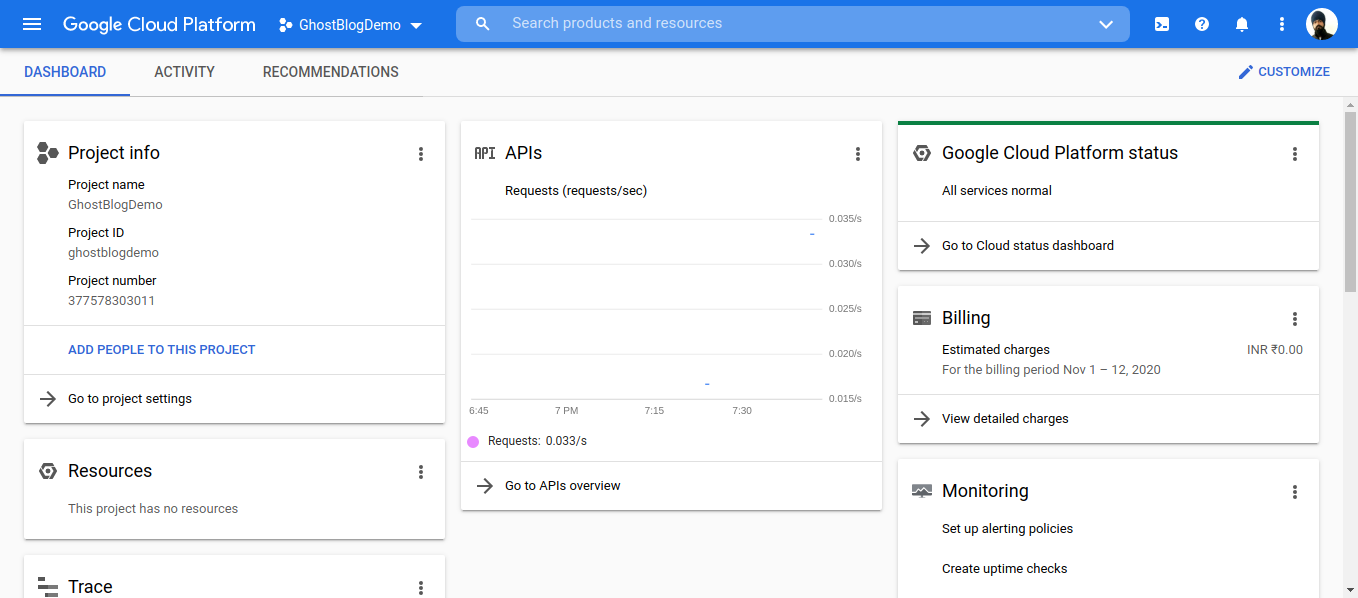 Google Cloud Platform
GhostBlogDemo
Search products and resources
DASHBOARD
ACTIVITY
RECOMMENDATIONS
CUSTOMIZE
Project info
Project name
GhostBlogDemo
Project ID
ghostblogdemo
Project number
377578303011
ADD PEOPLE TO THIS PROJECT
Go to project settings
Resources
This project has no resources
Trace
API APIs
Requests (requests/sec)
0.035/s
0.030/s
0.025/s
0.020/s
0.015/s
6:45 7 PM 7:15 7:30
Requests: 0.033/s
Go to APIs overview
Google Cloud Platform status
All services normal
Go to Cloud status dashboard
Billing
Estimated charges INR ₹0.00
For the billing period Nov 1 – 12, 2020
View detailed charges
Monitoring
Set up alerting policies
Create uptime checks